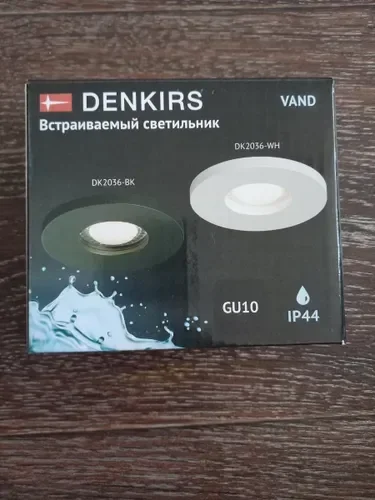 DENKIRS VAND
Встраиваемый светильник
DK2036-WH
DK2036-BK
GU10
IP44